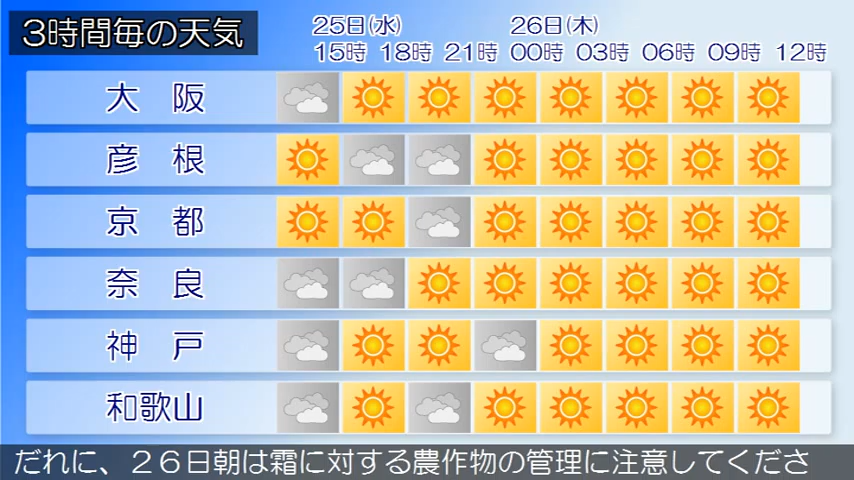 3時間毎の天気
25日(水) 26日(木)
15時 18時 21時 00時 03時 06時 09時 12時
大 阪
彦 根
京 都
奈 良
神 戸
和歌山
だれに、２６日朝は霜に対する農作物の管理に注意してくださ